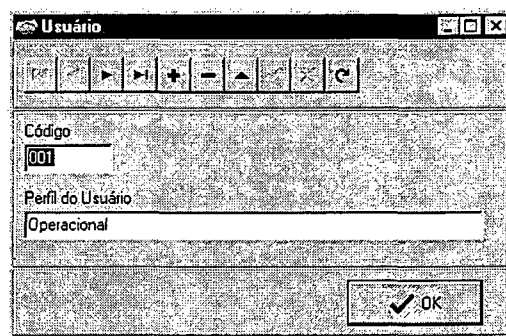 Usuário
Código
001
Perfil do Usuário
Operacional
OK